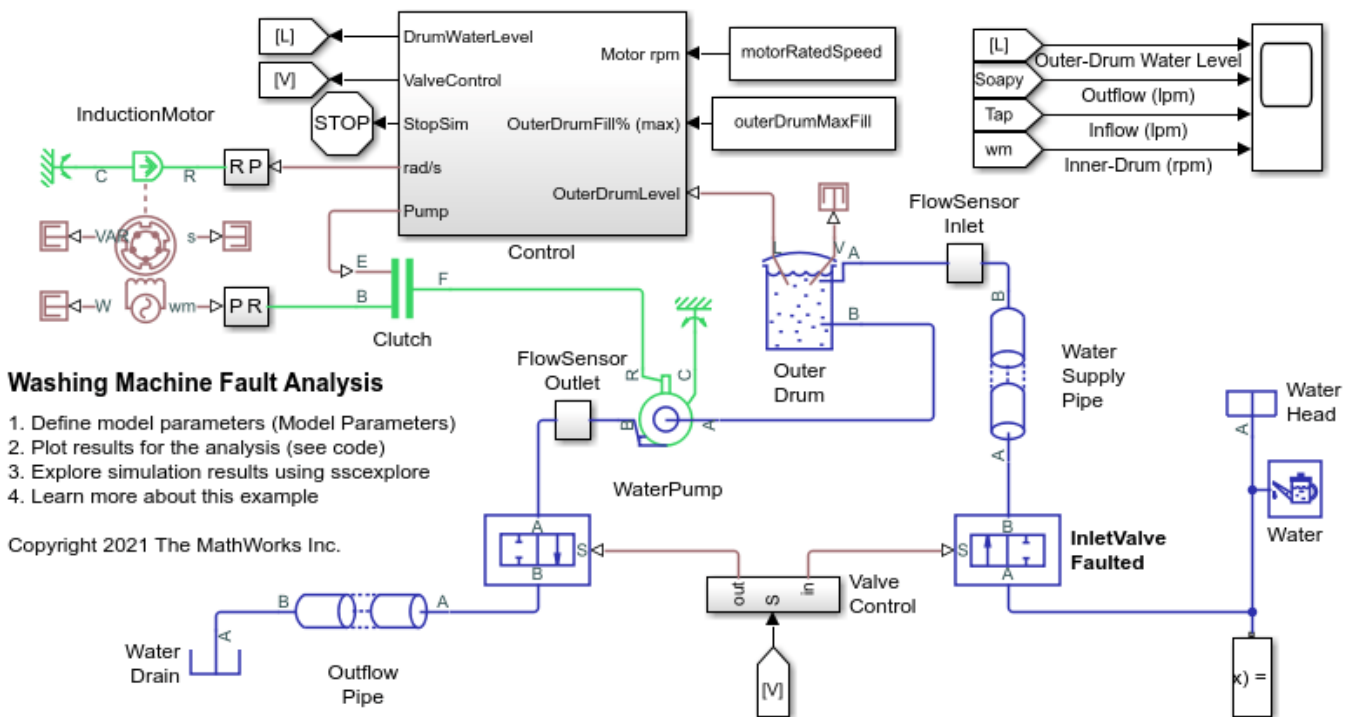 [L]
DrumWaterLevel
Motor rpm
motorRatedSpeed
[V]
ValveControl
STOP
StopSim
OuterDrumFill% (max)
outerDrumMaxFill
rad/s
OuterDrumLevel
Pump
Control
[L]
Outer-Drum Water Level
Soapy
Outflow (lpm)
Tap
Inflow (lpm)
wm
Inner-Drum (rpm)
InductionMotor
C
R
RP
VAR
s
W
wm
PR
E
B
F
Clutch
L
V
A
B
Outer
Drum
FlowSensor
Inlet
B
Water
Supply
Pipe
A
Water
Head
A
Water
FlowSensor
Outlet
R
C
B
A
WaterPump
Washing Machine Fault Analysis
1. Define model parameters (Model Parameters)
2. Plot results for the analysis (see code)
3. Explore simulation results using sscexplore
4. Learn more about this example
Copyright 2021 The MathWorks Inc.
A
S
B
B
S
A
InletValve
Faulted
out
S
in
Valve
Control
[V]
B
A
A
Water
Drain
Outflow
Pipe
x) =